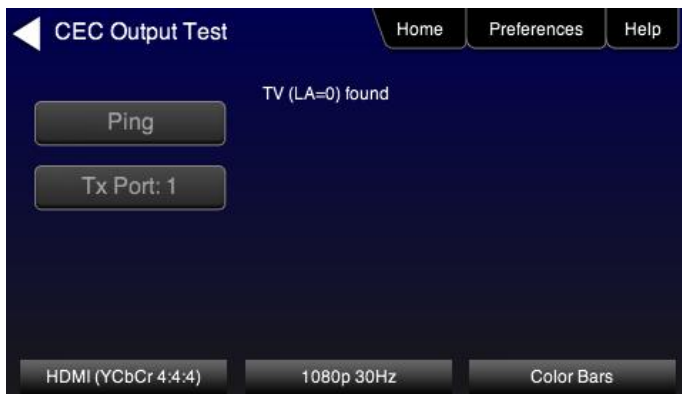 CEC Output Test
Home
Preferences
Help
TV (LA=0) found
Ping
Tx Port: 1
HDMI (YCbCr 4:4:4)
1080p 30Hz
Color Bars